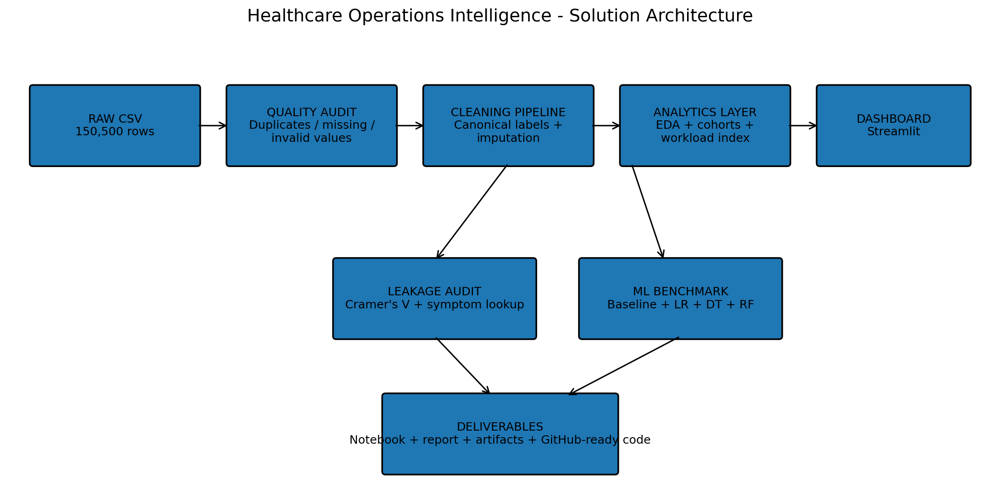 Healthcare Operations Intelligence - Solution Architecture
RAW CSV
150,500 rows
QUALITY AUDIT
Duplicates / missing /
invalid values
CLEANING PIPELINE
Canonical labels +
imputation
ANALYTICS LAYER
EDA + cohorts +
workload index
DASHBOARD
Streamlit
LEAKAGE AUDIT
Cramer's V + symptom lookup
ML BENCHMARK
Baseline + LR + DT + RF
DELIVERABLES
Notebook + report + artifacts + GitHub-ready code